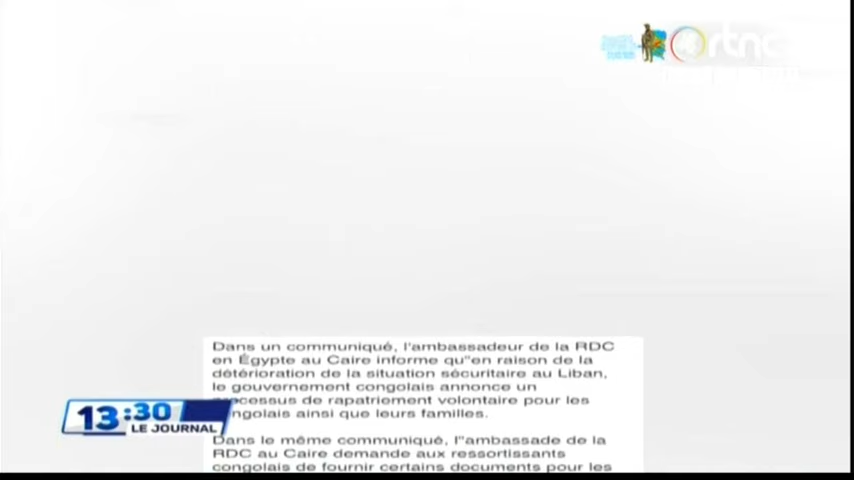 rtnc
Dans un communiqué, l'ambassadeur de la RDC
en Égypte au Caire informe qu"en raison de la
détérioration de la situation sécuritaire au Liban,
le gouvernement congolais annonce un
processus de rapatriement volontaire pour les
congolais ainsi que leurs familles.
13:30
LE JOURNAL
Dans le même communiqué, l"ambassade de la
RDC au Caire demande aux ressortissants
congolais de fournir certains documents pour les